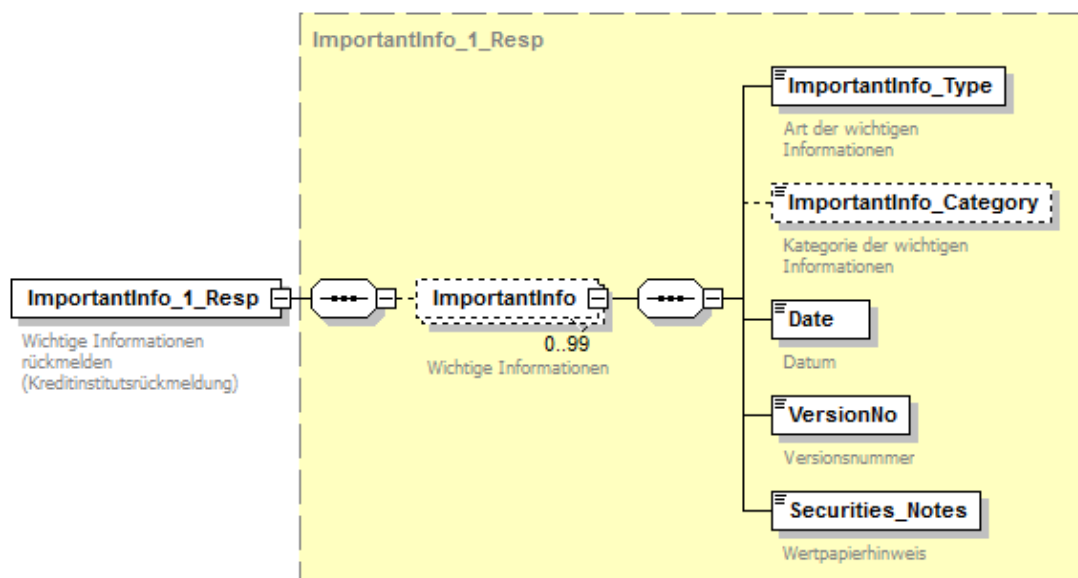 ImportantInfo_1_Resp
ImportantInfo_Type
Art der wichtigen
Informationen
ImportantInfo_Category
Kategorie der wichtigen
Informationen
ImportantInfo_1_Resp
Wichtige Informationen
rückmelden
(Kreditinstitutsrückmeldung)
ImportantInfo
0..99
Wichtige Informationen
Date
Datum
VersionNo
Versionsnummer
Securities_Notes
Wertpapierhinweis